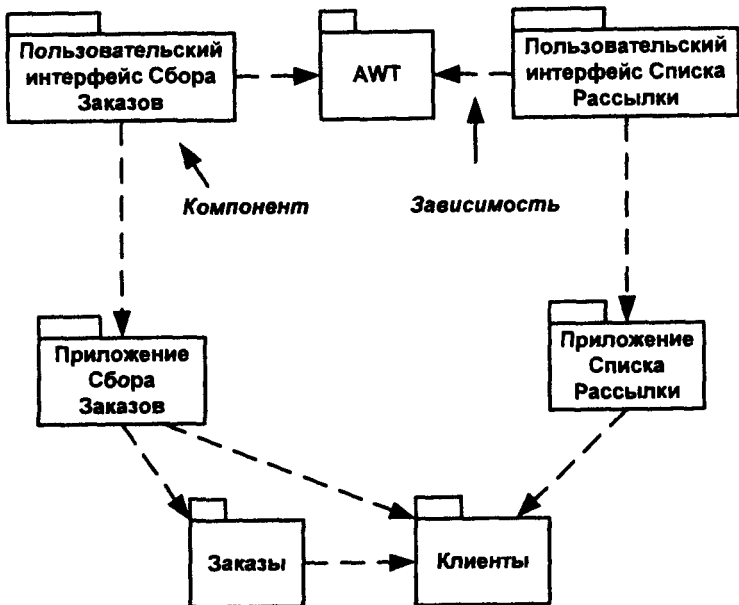 Пользовательский
интерфейс Сбора
Заказов
AWT
Пользовательский
интерфейс Списка
Рассылки
Компонент
Зависимость
Приложение
Сбора
Заказов
Приложение
Списка
Рассылки
Заказы
Клиенты